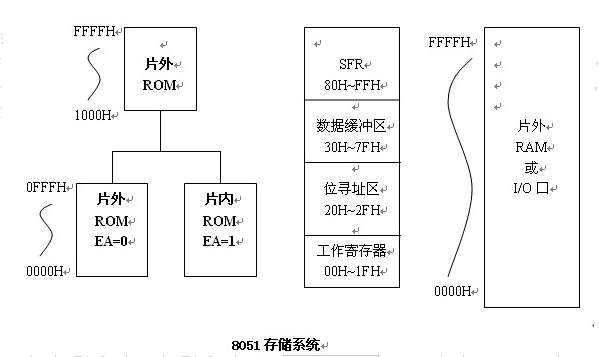 FFFFH
片外
ROM
1000H
0FFFH
片外
ROM
EA=0
0000H
片内
ROM
EA=1
SFR
80H~FFH
数据缓冲区
30H~7FH
位寻址区
20H~2FH
工作寄存器
00H~1FH
FFFFH
片外
RAM
或
I/O 口
0000H
8051 存储系统